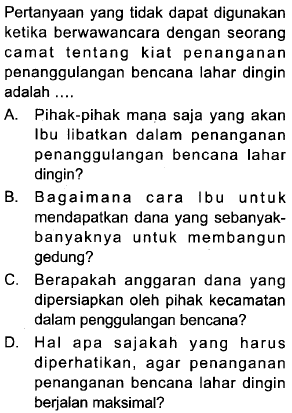 Pertanyaan yang tidak dapat digunakan
ketika berwawancara dengan seorang
camat tentang kiat penanganan
penanggulangan bencana lahar dingin
adalah ....
A. Pihak-pihak mana saja yang akan
Ibu libatkan dalam penanganan
penanggulangan bencana lahar
dingin?
B. Bagaimana cara Ibu untuk
mendapatkan dana yang sebanyak-
banyaknya untuk membangun
gedung?
C. Berapakah anggaran dana yang
dipersiapkan oleh pihak kecamatan
dalam penggulangan bencana?
D. Hal apa sajakah yang harus
diperhatikan, agar penanganan
penanganan bencana lahar dingin
berjalan maksimal?